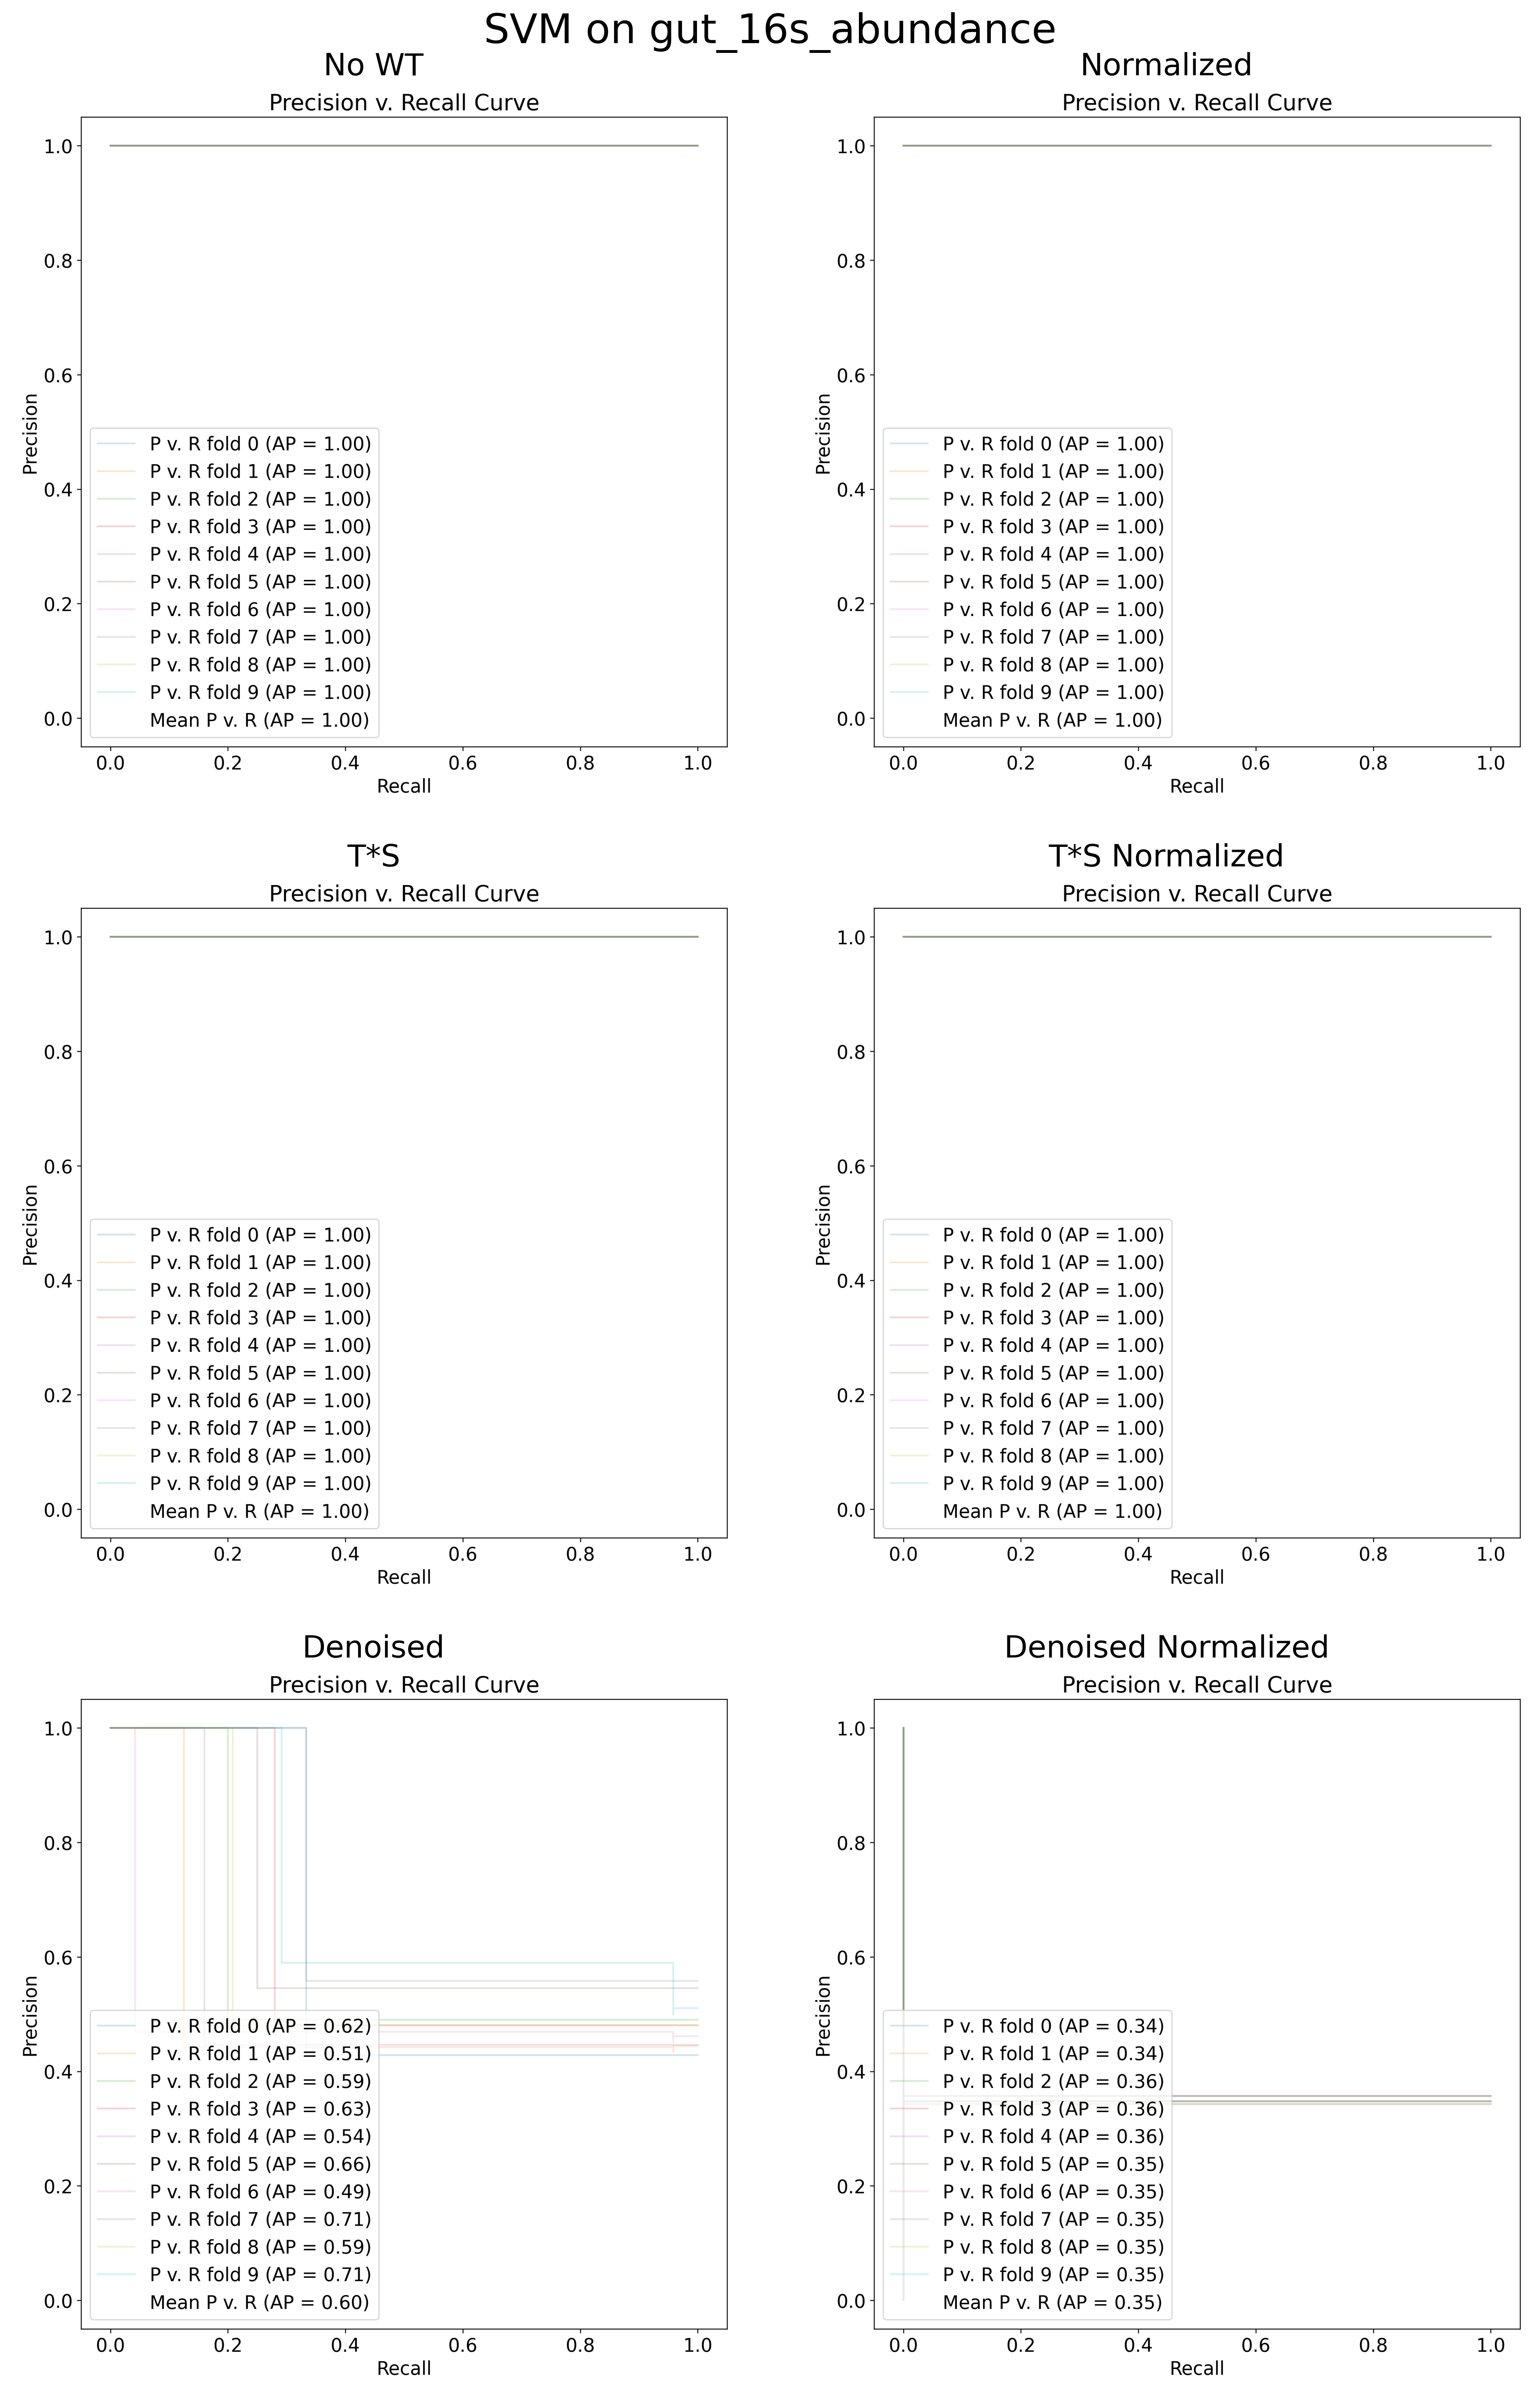 SVM on gut_16s_abundance
No WT
Precision v. Recall Curve
1.0
0.8
0.6
0.4
0.2
0.0
Precision
P v. R fold 0 (AP = 1.00)
P v. R fold 1 (AP = 1.00)
P v. R fold 2 (AP = 1.00)
P v. R fold 3 (AP = 1.00)
P v. R fold 4 (AP = 1.00)
P v. R fold 5 (AP = 1.00)
P v. R fold 6 (AP = 1.00)
P v. R fold 7 (AP = 1.00)
P v. R fold 8 (AP = 1.00)
P v. R fold 9 (AP = 1.00)
Mean P v. R (AP = 1.00)
0.0 0.2 0.4 0.6 0.8 1.0
Recall
Normalized
Precision v. Recall Curve
1.0
0.8
0.6
0.4
0.2
0.0
Precision
P v. R fold 0 (AP = 1.00)
P v. R fold 1 (AP = 1.00)
P v. R fold 2 (AP = 1.00)
P v. R fold 3 (AP = 1.00)
P v. R fold 4 (AP = 1.00)
P v. R fold 5 (AP = 1.00)
P v. R fold 6 (AP = 1.00)
P v. R fold 7 (AP = 1.00)
P v. R fold 8 (AP = 1.00)
P v. R fold 9 (AP = 1.00)
Mean P v. R (AP = 1.00)
0.0 0.2 0.4 0.6 0.8 1.0
Recall
T*S
Precision v. Recall Curve
1.0
0.8
0.6
0.4
0.2
0.0
Precision
P v. R fold 0 (AP = 1.00)
P v. R fold 1 (AP = 1.00)
P v. R fold 2 (AP = 1.00)
P v. R fold 3 (AP = 1.00)
P v. R fold 4 (AP = 1.00)
P v. R fold 5 (AP = 1.00)
P v. R fold 6 (AP = 1.00)
P v. R fold 7 (AP = 1.00)
P v. R fold 8 (AP = 1.00)
P v. R fold 9 (AP = 1.00)
Mean P v. R (AP = 1.00)
0.0 0.2 0.4 0.6 0.8 1.0
Recall
T*S Normalized
Precision v. Recall Curve
1.0
0.8
0.6
0.4
0.2
0.0
Precision
P v. R fold 0 (AP = 1.00)
P v. R fold 1 (AP = 1.00)
P v. R fold 2 (AP = 1.00)
P v. R fold 3 (AP = 1.00)
P v. R fold 4 (AP = 1.00)
P v. R fold 5 (AP = 1.00)
P v. R fold 6 (AP = 1.00)
P v. R fold 7 (AP = 1.00)
P v. R fold 8 (AP = 1.00)
P v. R fold 9 (AP = 1.00)
Mean P v. R (AP = 1.00)
0.0 0.2 0.4 0.6 0.8 1.0
Recall
Denoised
Precision v. Recall Curve
1.0
0.8
0.6
0.4
0.2
0.0
Precision
P v. R fold 0 (AP = 0.62)
P v. R fold 1 (AP = 0.51)
P v. R fold 2 (AP = 0.59)
P v. R fold 3 (AP = 0.63)
P v. R fold 4 (AP = 0.54)
P v. R fold 5 (AP = 0.66)
P v. R fold 6 (AP = 0.49)
P v. R fold 7 (AP = 0.71)
P v. R fold 8 (AP = 0.59)
P v. R fold 9 (AP = 0.71)
Mean P v. R (AP = 0.60)
0.0 0.2 0.4 0.6 0.8 1.0
Recall
Denoised Normalized
Precision v. Recall Curve
1.0
0.8
0.6
0.4
0.2
0.0
Precision
P v. R fold 0 (AP = 0.34)
P v. R fold 1 (AP = 0.34)
P v. R fold 2 (AP = 0.36)
P v. R fold 3 (AP = 0.36)
P v. R fold 4 (AP = 0.36)
P v. R fold 5 (AP = 0.35)
P v. R fold 6 (AP = 0.35)
P v. R fold 7 (AP = 0.35)
P v. R fold 8 (AP = 0.35)
P v. R fold 9 (AP = 0.35)
Mean P v. R (AP = 0.35)
0.0 0.2 0.4 0.6 0.8 1.0
Recall